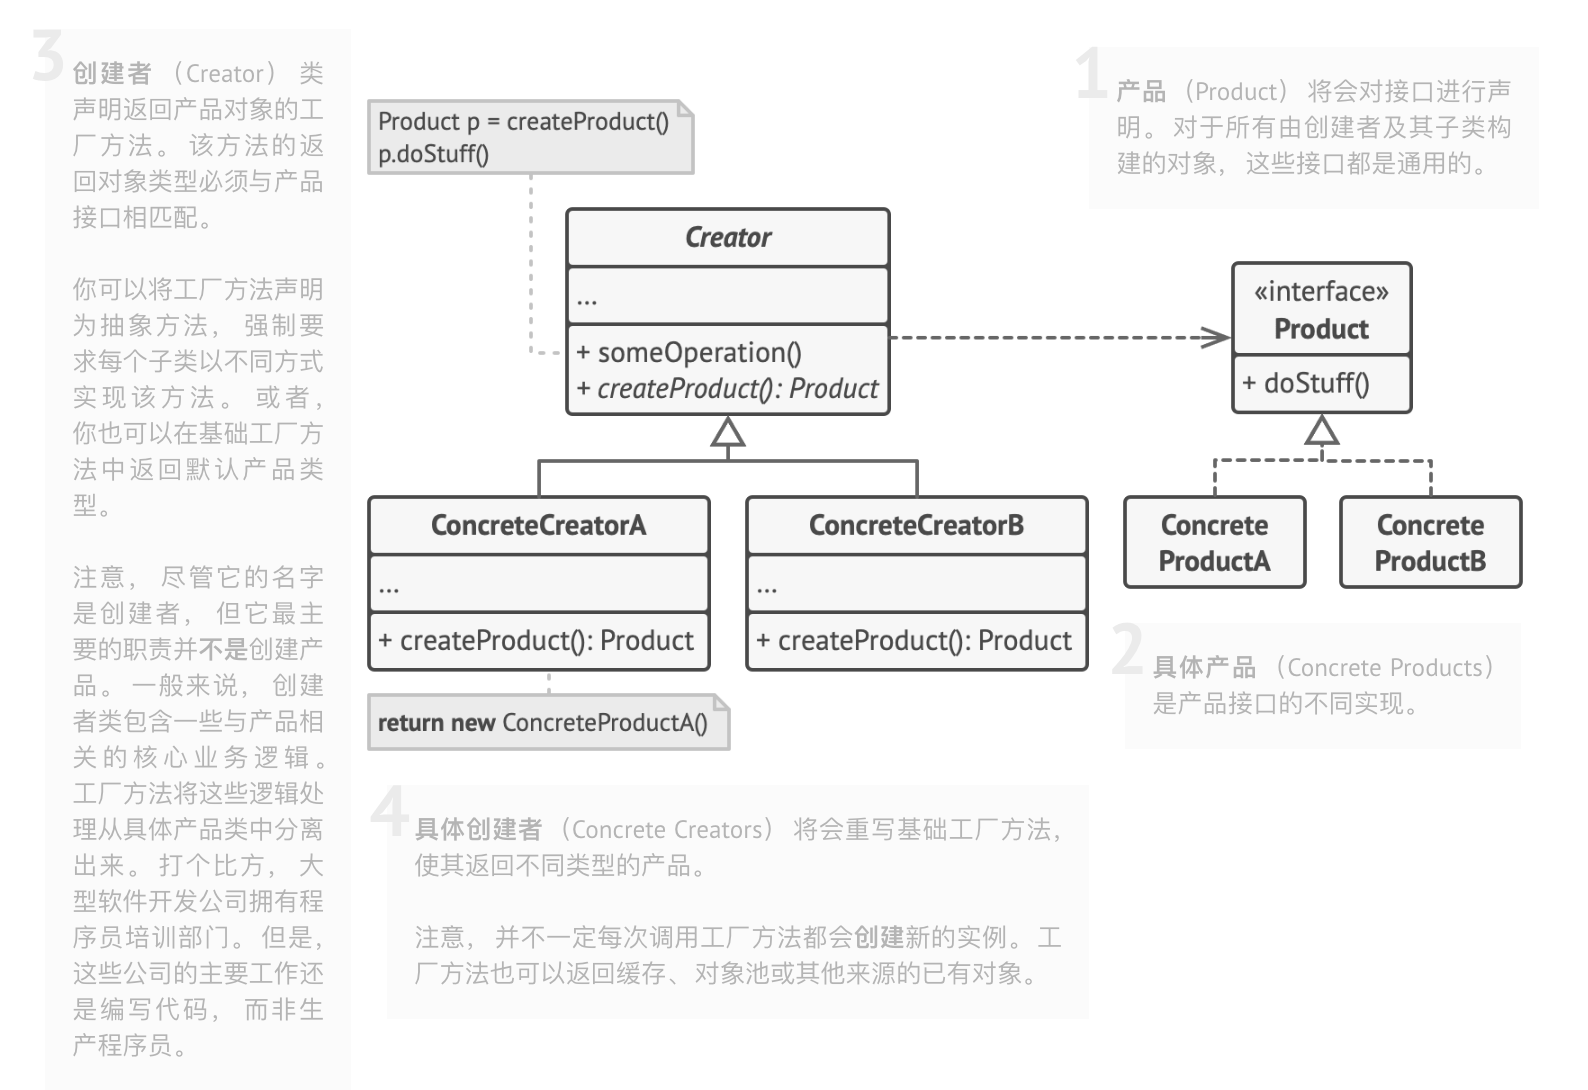 3
创建者 （Creator） 类
声明返回产品对象的工
厂方法。 该方法的返
回对象类型必须与产品
接口相匹配。
你可以将工厂方法声明
为抽象方法， 强制要
求每个子类以不同方式
实现该方法。 或者，
你也可以在基础工厂方
法中返回默认产品类
型。
注意， 尽管它的名字
是创建者， 但它最主
要的职责并不是创建产
品。 一般来说， 创建
者类包含一些与产品相
关的核心业务逻辑。
工厂方法将这些逻辑处
理从具体产品类中分离
出来。 打个比方， 大
型软件开发公司拥有程
序员培训部门。 但是，
这些公司的主要工作还
是编写代码， 而非生
产程序员。
Product p = createProduct()
p.doStuff()
Creator
...
+ someOperation()
+ createProduct(): Product
ConcreteCreatorA
...
+ createProduct(): Product
ConcreteCreatorB
...
+ createProduct(): Product
return new ConcreteProductA()
1
产品 （Product） 将会对接口进行声
明。 对于所有由创建者及其子类构
建的对象， 这些接口都是通用的。
«interface»
Product
+ doStuff()
Concrete
ProductA
Concrete
ProductB
2
具体产品 （Concrete Products）
是产品接口的不同实现。
4
具体创建者 （Concrete Creators） 将会重写基础工厂方法，
使其返回不同类型的产品。
注意， 并不一定每次调用工厂方法都会创建新的实例。 工
厂方法也可以返回缓存、 对象池或其他来源的已有对象。